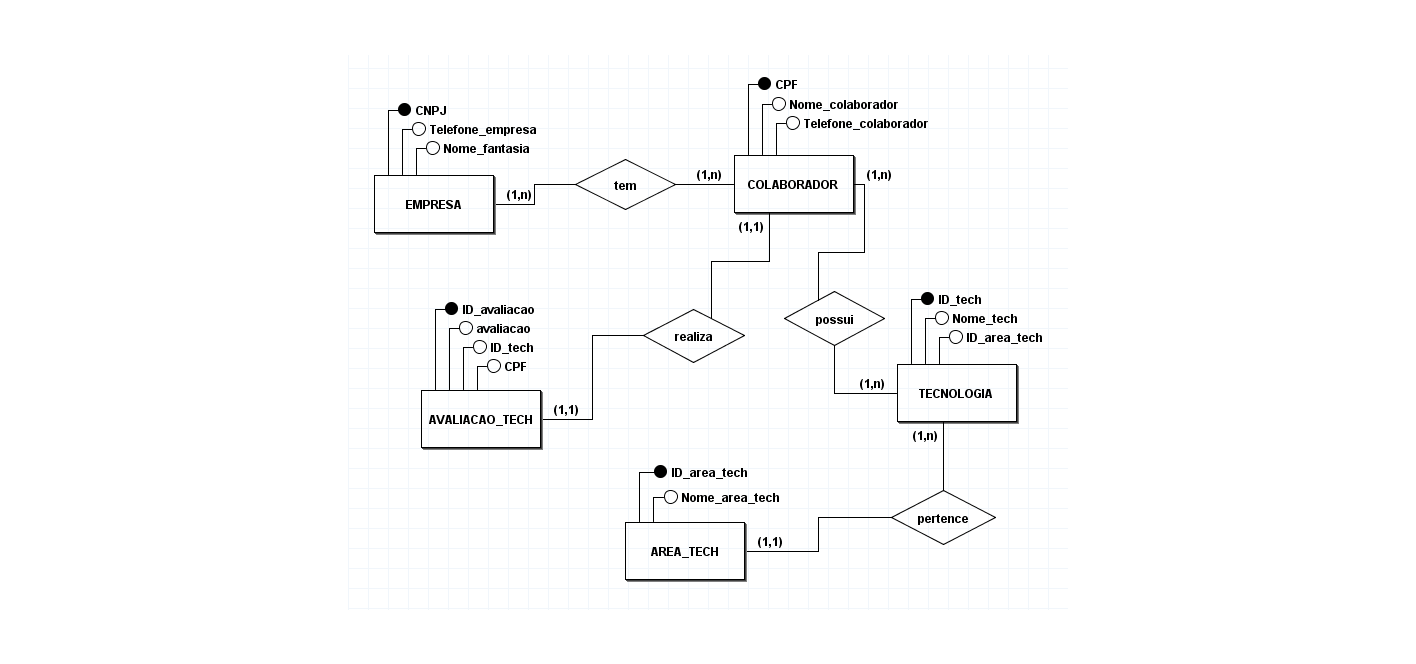 CPF
Nome_colaborador
Telefone_colaborador
CNPJ
Telefone_empresa
Nome_fantasia
EMPRESA
(1,n)
tem
(1,n)
COLABORADOR
(1,n)
(1,1)
ID_avaliacao
avaliacao
ID_tech
CPF
AVALIACAO_TECH
(1,1)
realiza
possui
ID_tech
Nome_tech
ID_area_tech
(1,n)
TECNOLOGIA
(1,n)
ID_area_tech
Nome_area_tech
AREA_TECH
(1,1)
pertence